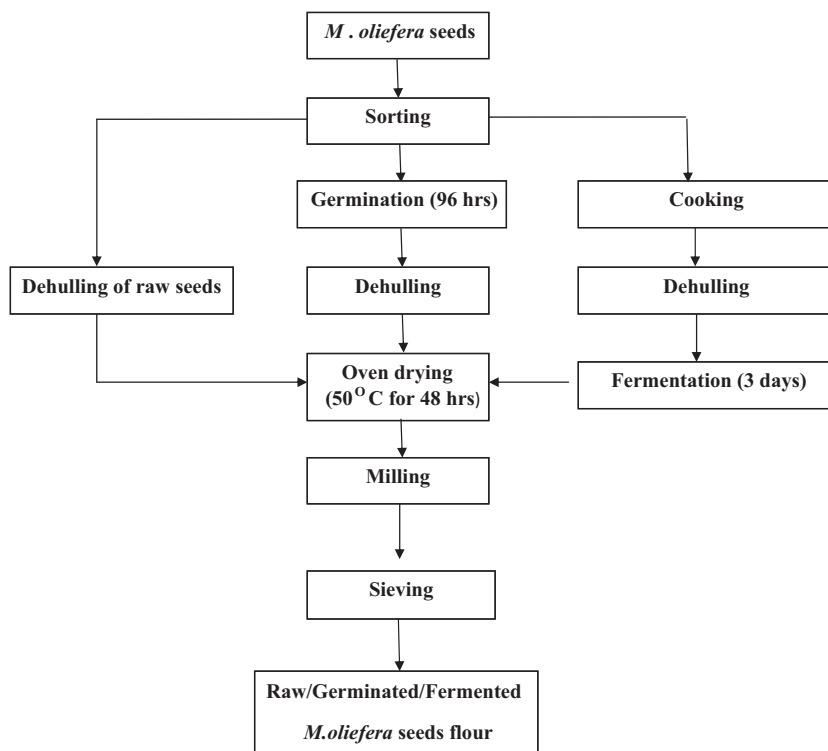 M . oliefera seeds
Sorting
Germination (96 hrs)
Cooking
Dehulling of raw seeds
Dehulling
Dehulling
Oven drying
(50° C for 48 hrs)
Fermentation (3 days)
Milling
Sieving
Raw/Germinated/Fermented
M.oliefera seeds flour